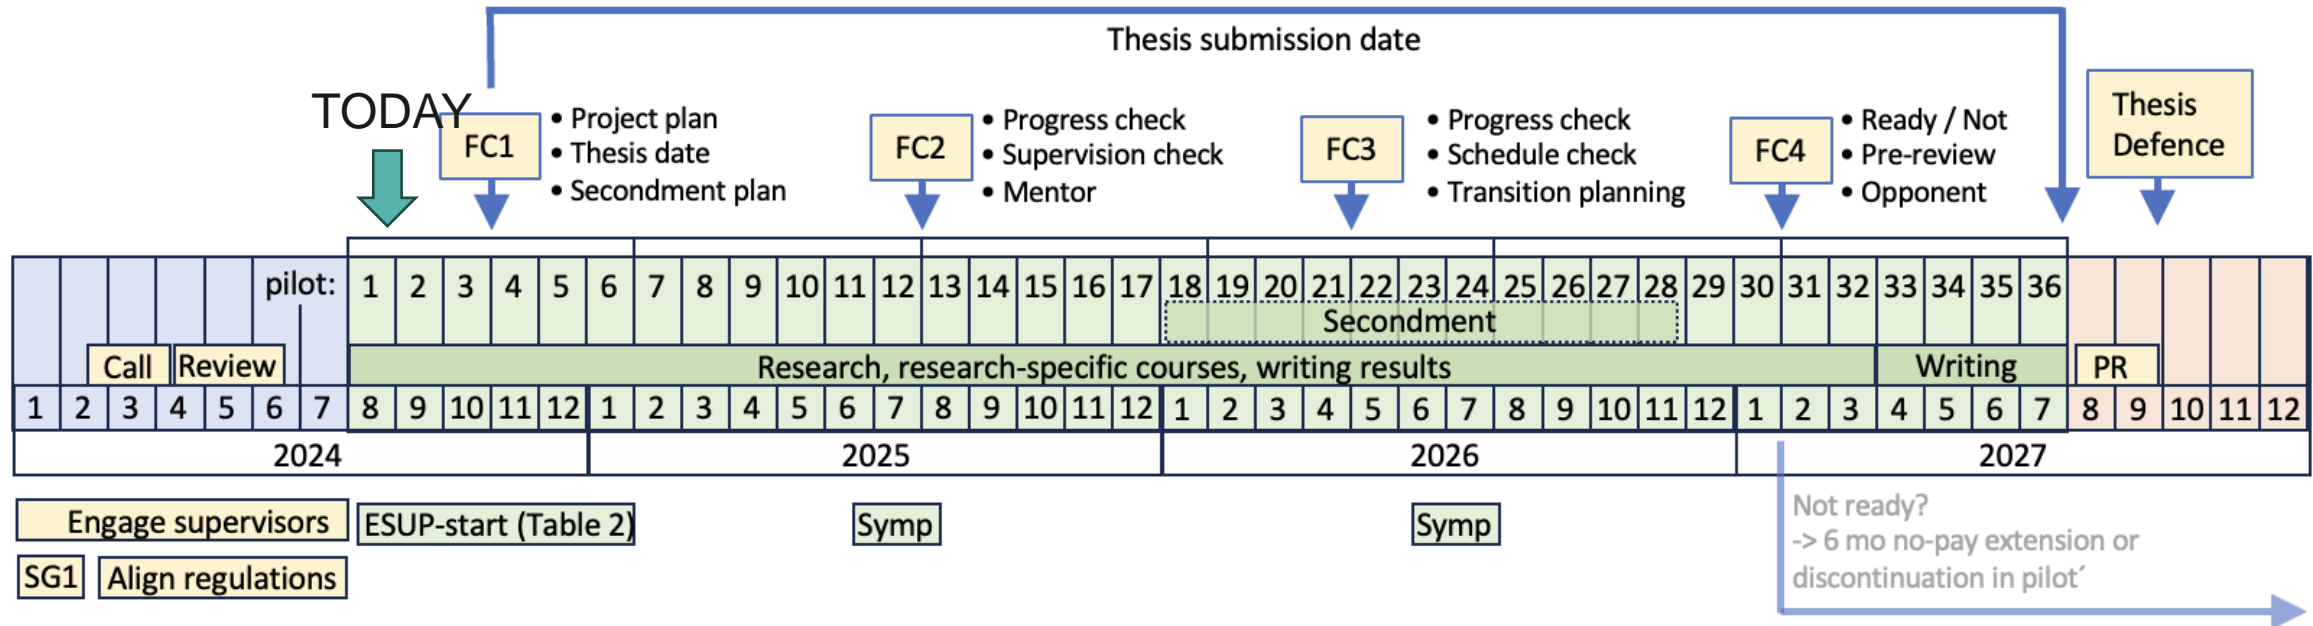 Thesis submission date
TODAY
FC1
• Project plan
• Thesis date
• Secondment plan
FC2
• Progress check
• Supervision check
• Mentor
FC3
• Progress check
• Schedule check
• Transition planning
FC4
• Ready / Not
• Pre-review
• Opponent
Thesis
Defence
pilot: 1 2 3 4 5 6 7 8 9 10 11 12 13 14 15 16 17 18 19 20 21 22 23 24 25 26 27 28 29 30 31 32 33 34 35 36
Secondment
Call Review Research, research-specific courses, writing results Writing PR
1 2 3 4 5 6 7 8 9 10 11 12 1 2 3 4 5 6 7 8 9 10 11 12 1 2 3 4 5 6 7 8 9 10 11 12 1 2 3 4 5 6 7 8 9 10 11 12
2024 2025 2026 2027
Engage supervisors ESUP-start (Table 2) Symp Symp
SG1 Align regulations
Not ready?
-> 6 mo no-pay extension or
discontinuation in pilot´